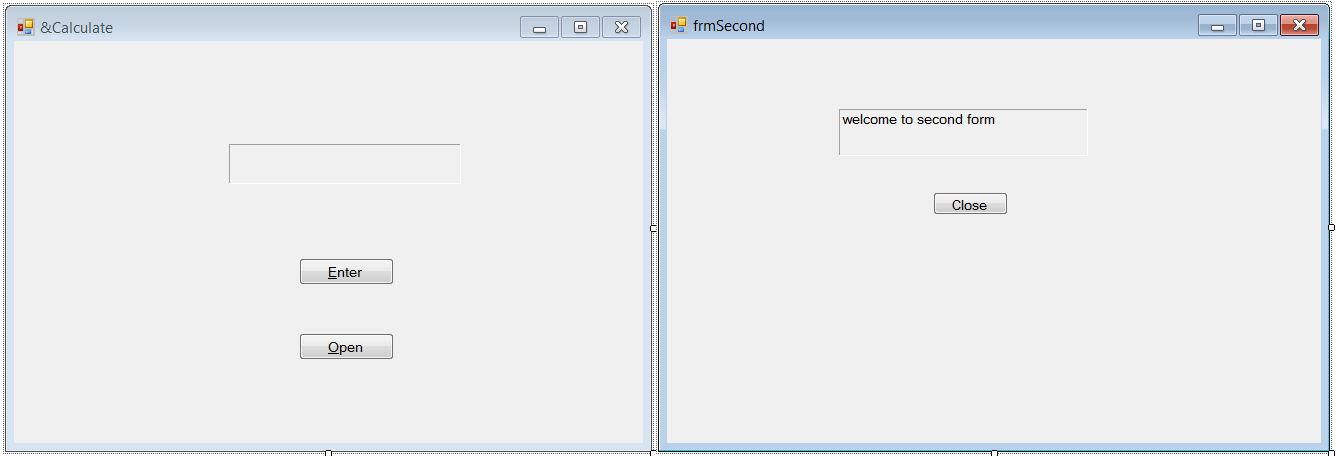 &Calculate
Enter
Open
frmSecond
welcome to second form
Close